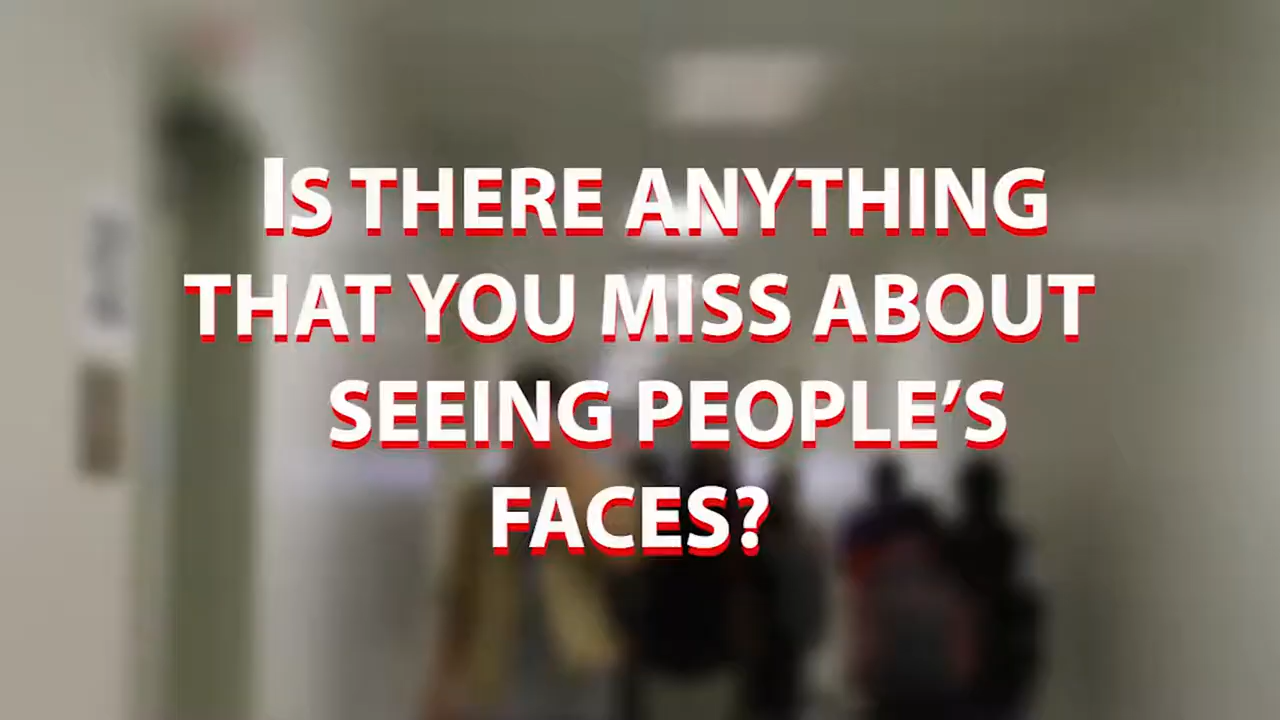 IS THERE ANYTHING
THAT YOU MISS ABOUT
SEEING PEOPLE’S
FACES?